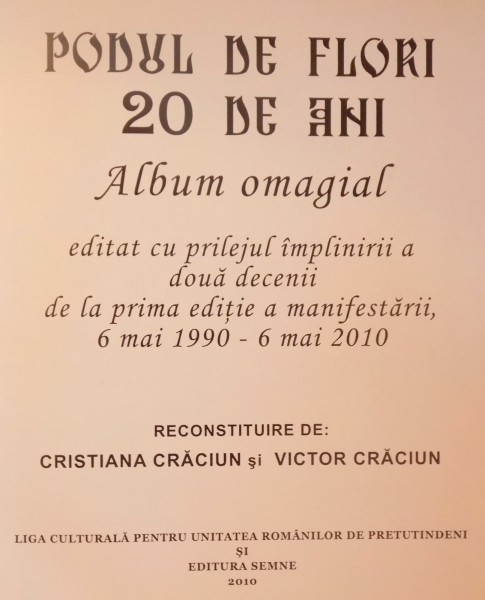 PODUL DE FLORI
20 DE ANI
Album omagial
editat cu prilejul împlinirii a
două decenii
de la prima ediție a manifestării,
6 mai 1990 - 6 mai 2010
RECONSTITUIRE DE:
CRISTIANA CRĂCIUN şi VICTOR CRĂCIUN
LIGA CULTURALĂ PENTRU UNITATEA ROMÂNILOR DE PRETUTINDENI
ŞI
EDITURA SEMNE
2010